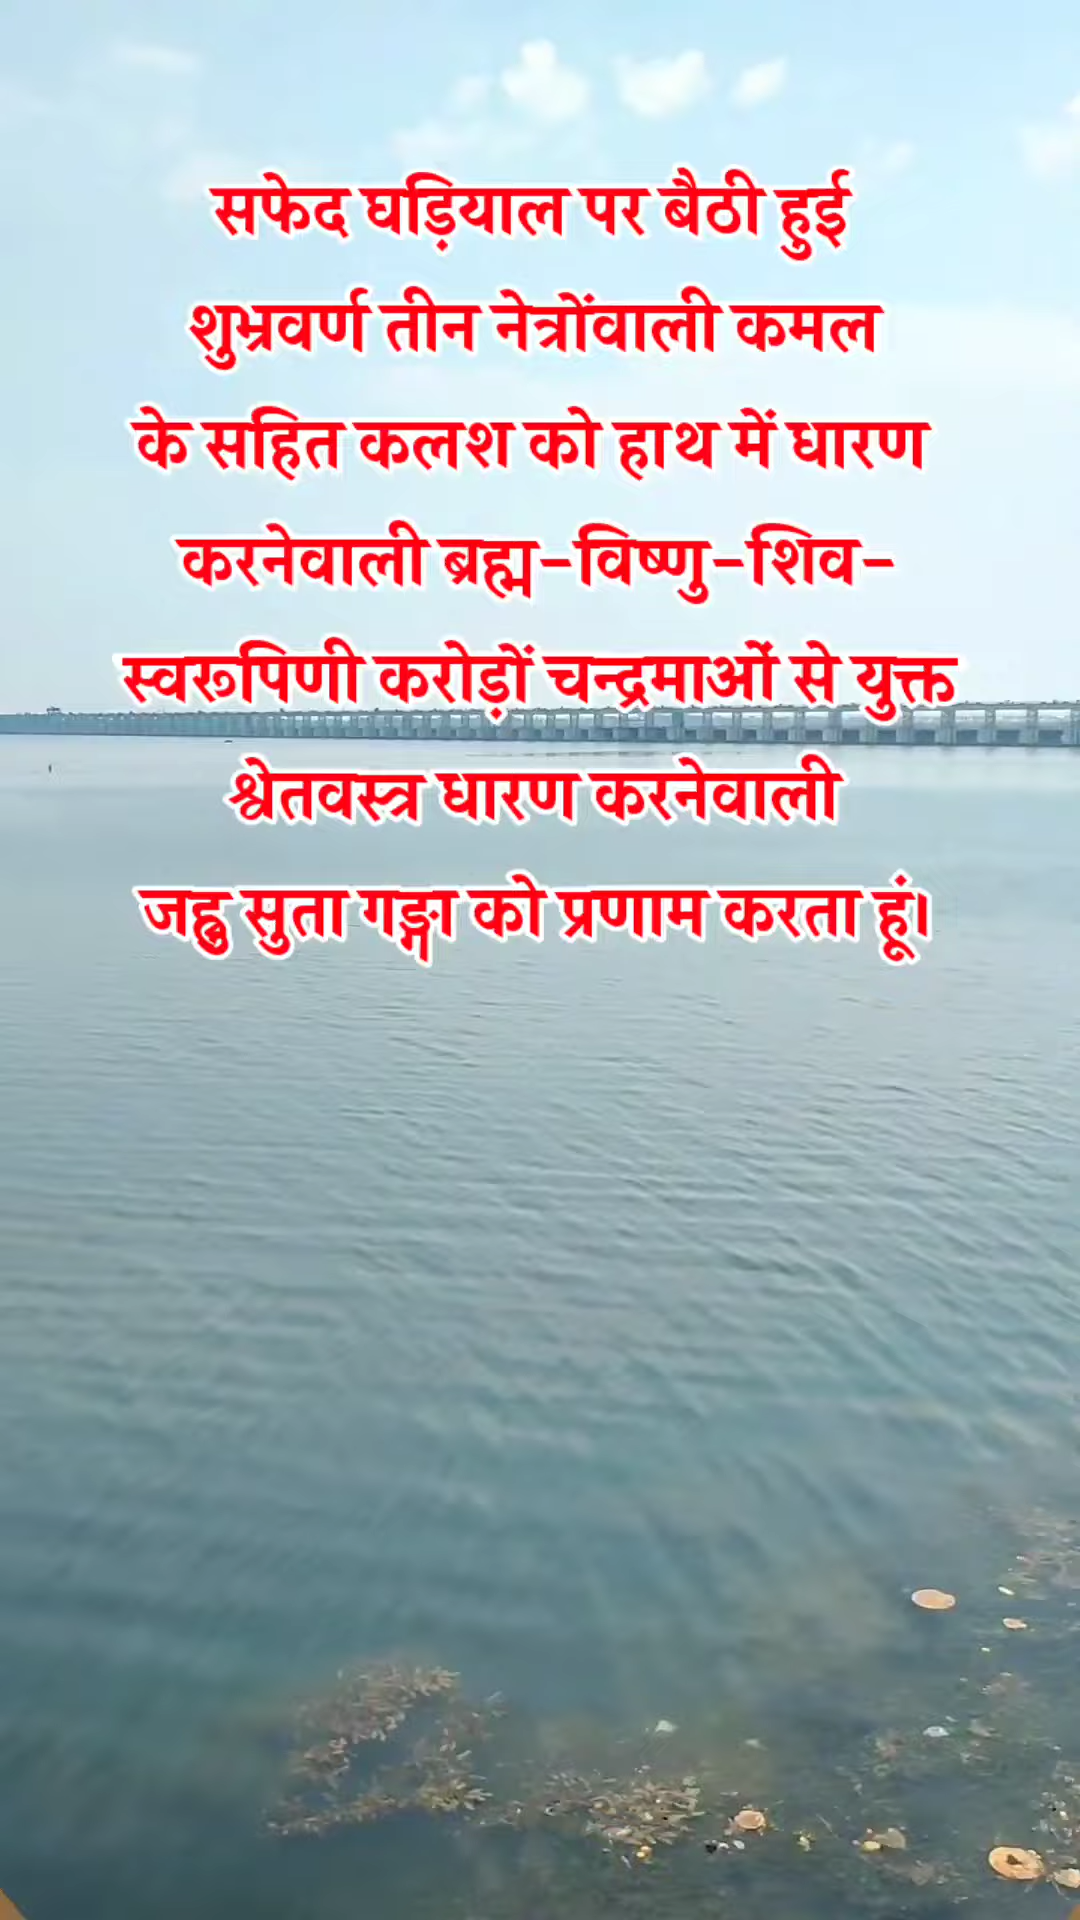 सफेद घड़ियाल पर बैठी हुई
शुभ्रवर्ण तीन नेत्रोंवाली कमल
के सहित कलश को हाथ में धारण
करनेवाली ब्रह्म-विष्णु-शिव-
स्वरूपिणी करोड़ों चन्द्रमाओं से युक्त
श्वेतवस्त्र धारण करनेवाली
जह्नु सुता गङ्गा को प्रणाम करता हूं।